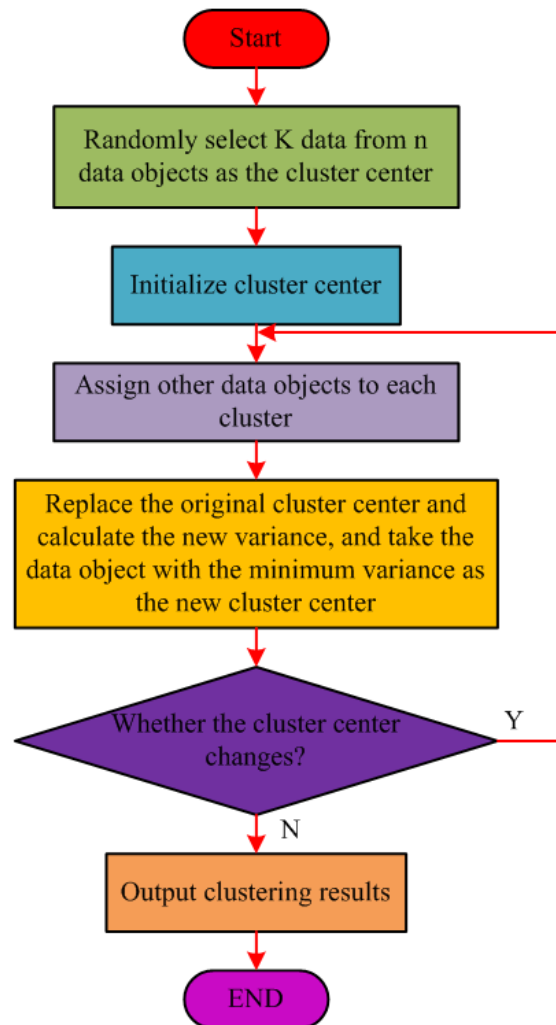 Start
Randomly select K data from n
data objects as the cluster center
Initialize cluster center
Assign other data objects to each
cluster
Replace the original cluster center and
calculate the new variance, and take the
data object with the minimum variance as
the new cluster center
Whether the cluster center
changes?
Y
N
Output clustering results
END